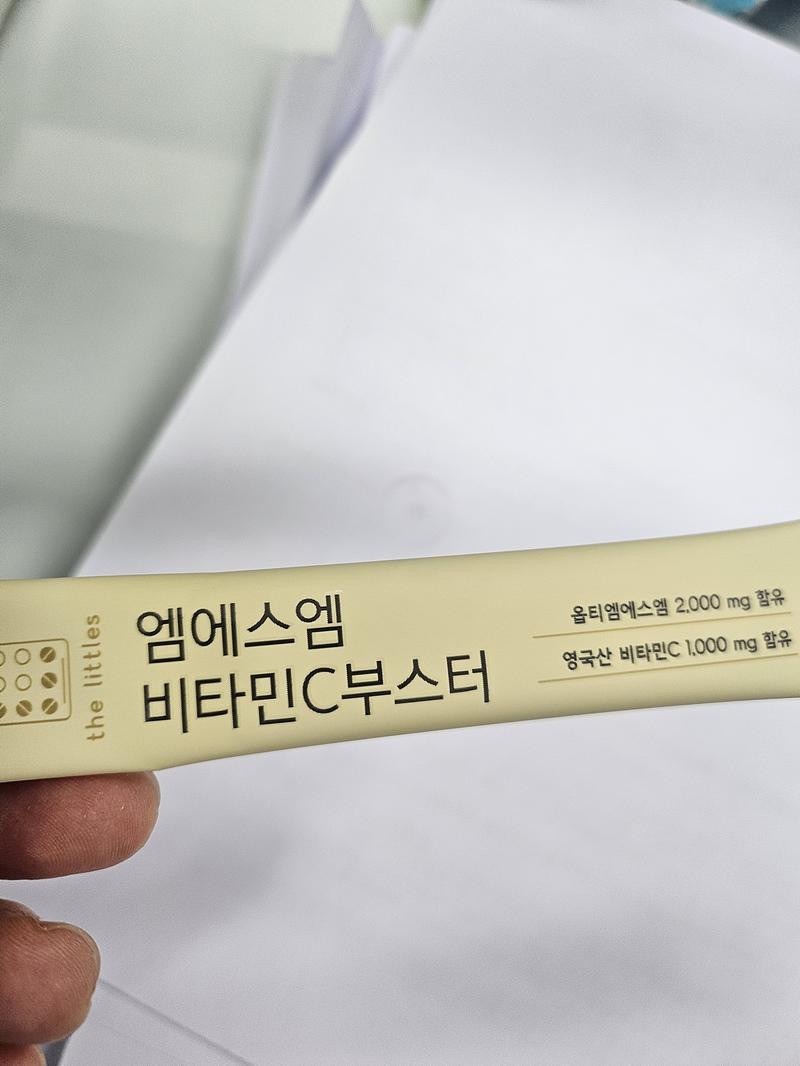 the littles
엠에스엠
비타민C부스터
옵티엠에스엠 2,000 mg 함유
영국산 비타민C 1,000 mg 함유